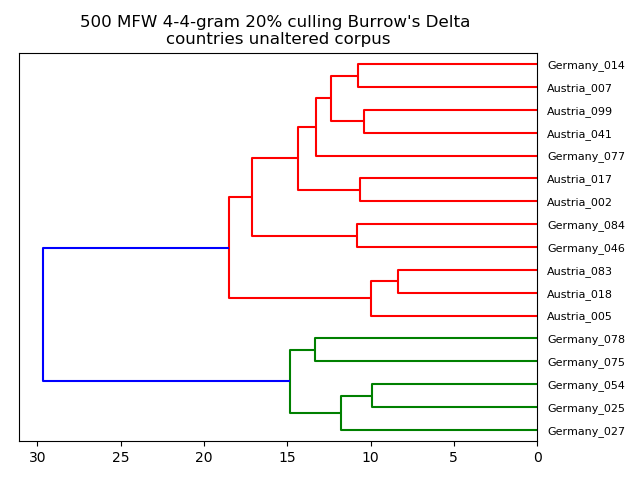 500 MFW 4-4-gram 20% culling Burrow's Delta
countries unaltered corpus
Germany_014
Austria_007
Austria_099
Austria_041
Germany_077
Austria_017
Austria_002
Germany_084
Germany_046
Austria_083
Austria_018
Austria_005
Germany_078
Germany_075
Germany_054
Germany_025
Germany_027
30 25 20 15 10 5 0